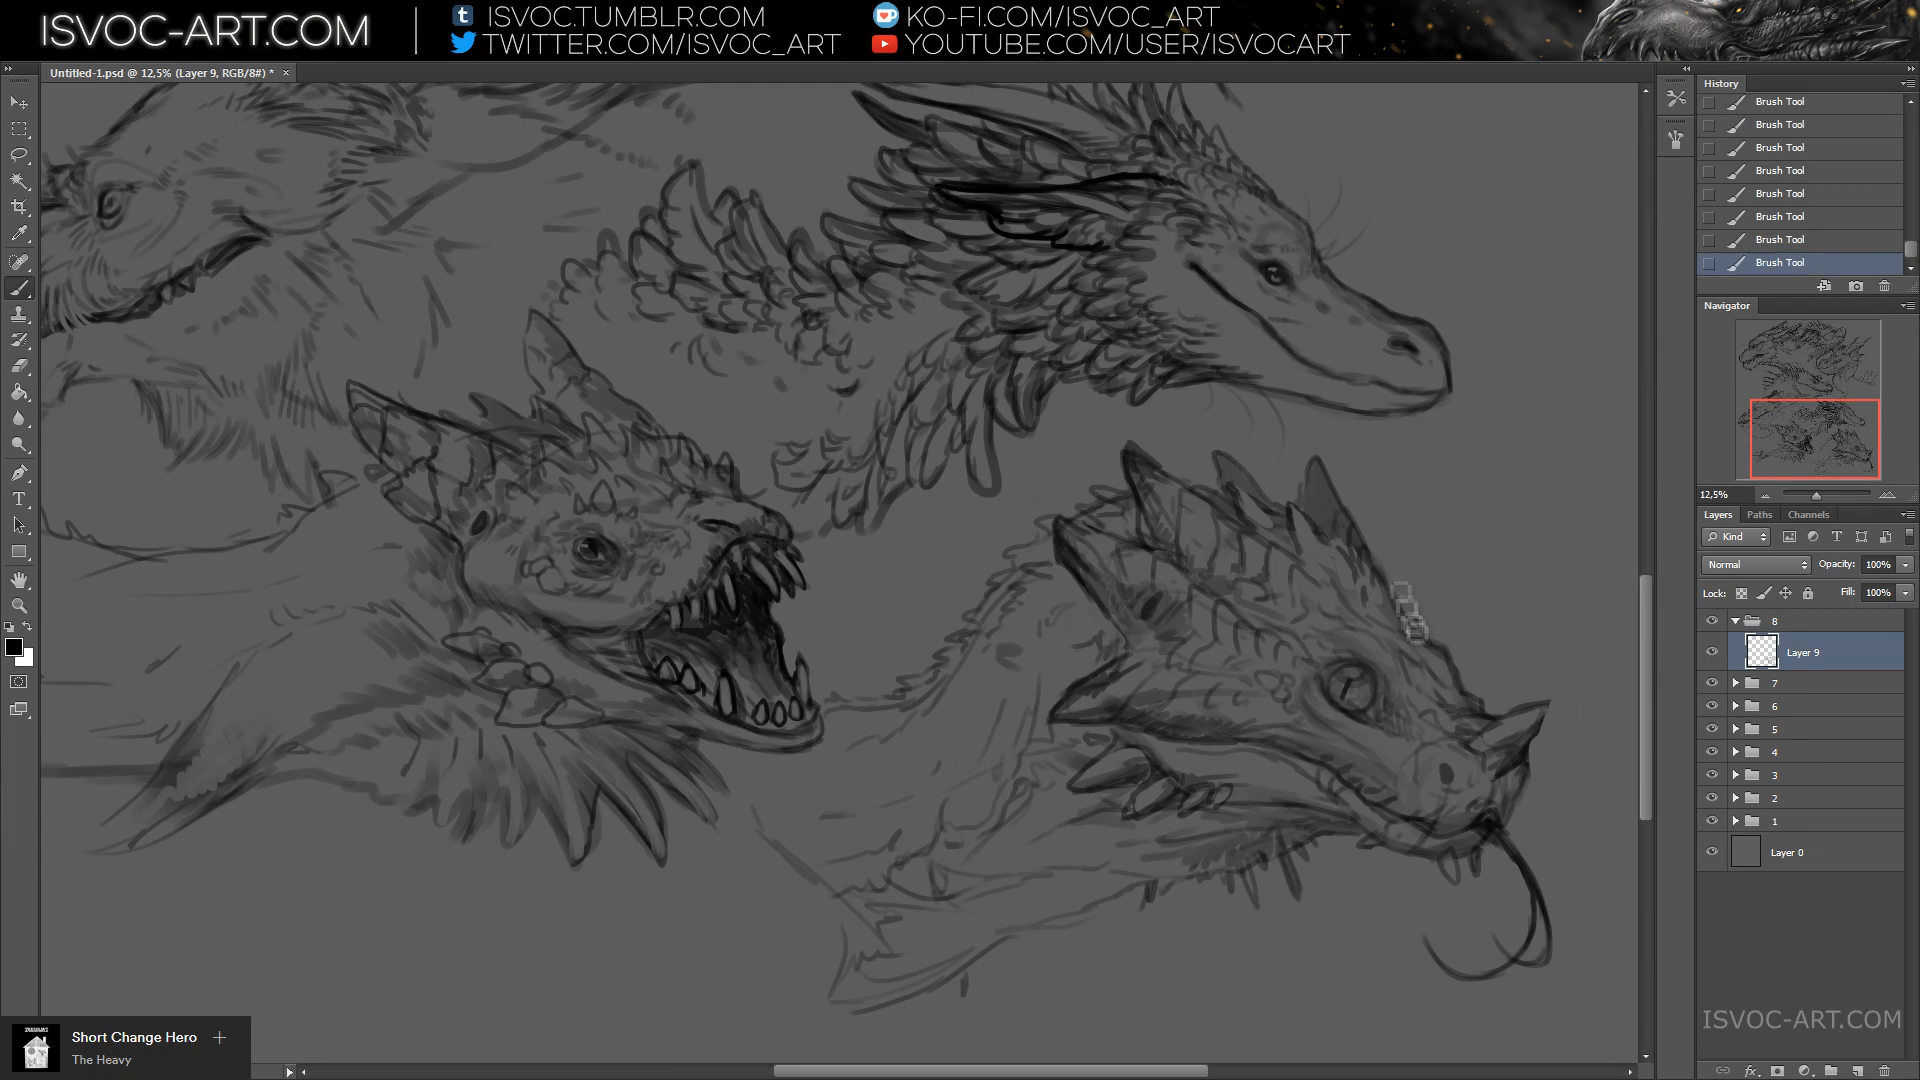 ISVOC-ART.COM
ISVOC.TUMBLR.COM
TWITTER.COM/ISVOC_ART
KO-FI.COM/ISVOC_ART
YOUTUBE.COM/USER/ISVOCART
Untitled-1.psd @ 12,5% (Layer 9, RGB/8#) *
History
Brush Tool
Brush Tool
Brush Tool
Brush Tool
Brush Tool
Brush Tool
Brush Tool
Brush Tool
Navigator
12,5%
Layers Paths Channels
Kind
Normal Opacity: 100%
Lock: Fill: 100%
8
Layer 9
7
6
5
4
3
2
1
Layer 0
ISVOC-ART.COM
Short Change Hero
The Heavy